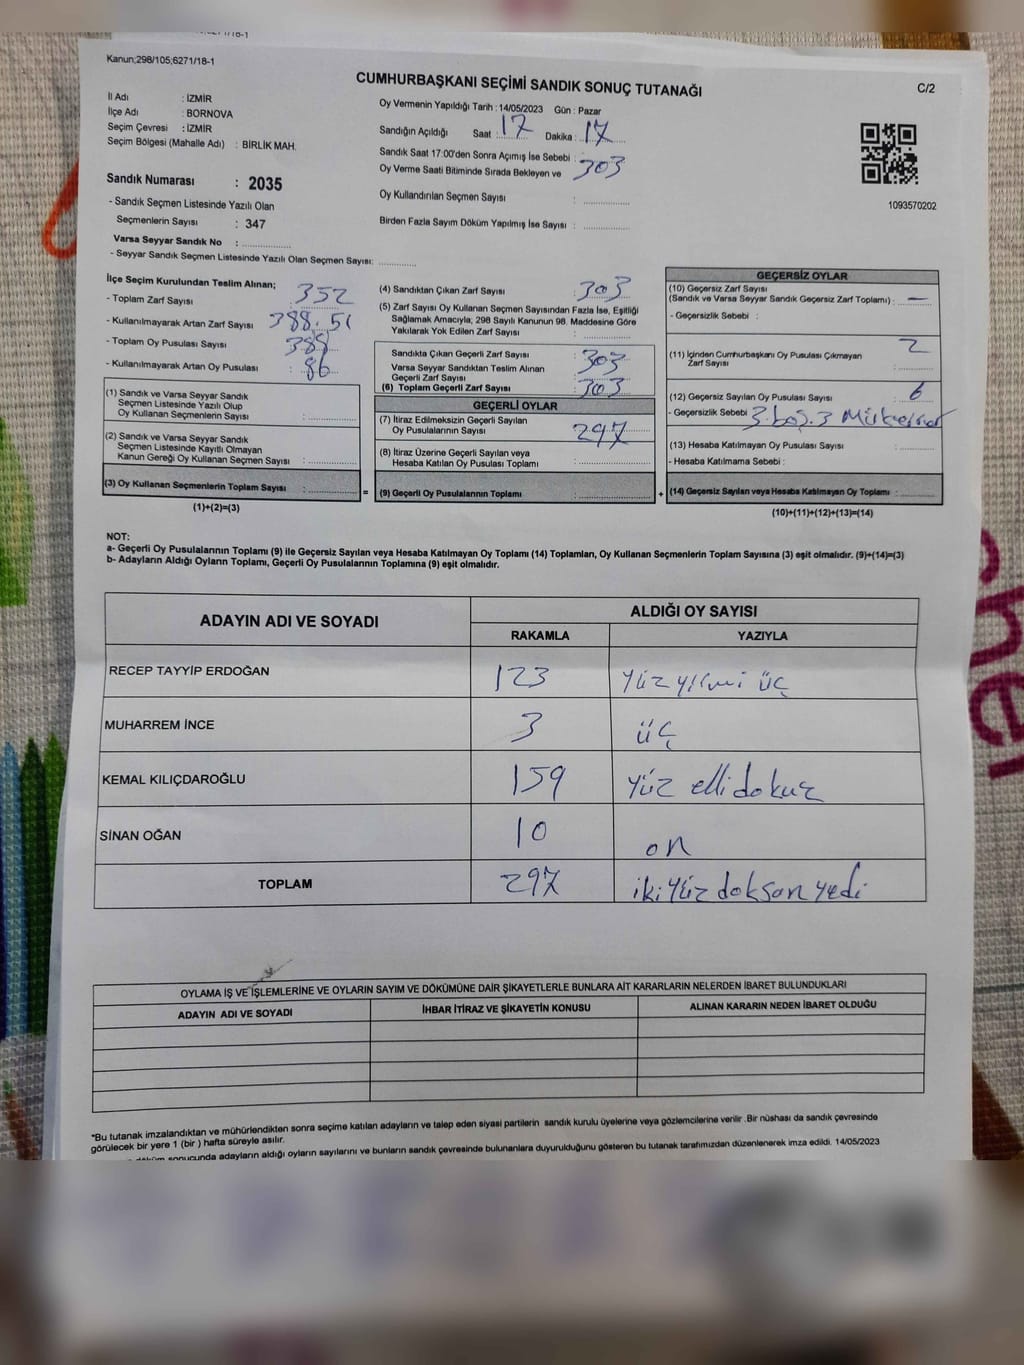 Kanun;298/105;6271/18-1
CUMHURBAŞKANI SEÇİMİ SANDIK SONUÇ TUTANAĞI
C/2
İl Adı : İZMİR
İlçe Adı : BORNOVA
Seçim Çevresi : İZMİR
Seçim Bölgesi (Mahalle Adı) : BİRLİK MAH.
Sandık Numarası : 2035
- Sandık Seçmen Listesinde Yazılı Olan
Seçmenlerin Sayısı : 347
Varsa Seyyar Sandık No :
- Seyyar Sandık Seçmen Listesinde Yazılı Olan Seçmen Sayısı:
Oy Vermenin Yapıldığı Tarih : 14/05/2023 Gün : Pazar
Sandığın Açıldığı Saat : 17 Dakika : 17
Sandık Saat 17:00'den Sonra Açımış İse Sebebi :
Oy Verme Saati Bitiminde Sırada Bekleyen ve 303
Oy Kullandırılan Seçmen Sayısı :
Birden Fazla Sayım Döküm Yapılmış İse Sayısı :
1093570202
İlçe Seçim Kurulundan Teslim Alınan;
- Toplam Zarf Sayısı : 352
- Kullanılmayarak Artan Zarf Sayısı : 388.51
- Toplam Oy Pusulası Sayısı : 388
- Kullanılmayarak Artan Oy Pusulası : 86
(1) Sandık ve Varsa Seyyar Sandık
Seçmen Listesinde Yazılı Olup
Oy Kullanan Seçmenlerin Sayısı :
(2) Sandık ve Varsa Seyyar Sandık
Seçmen Listesinde Kayıtlı Olmayan
Kanun Gereği Oy Kullanan Seçmen Sayısı :
(3) Oy Kullanan Seçmenlerin Toplam Sayısı :
(1)+(2)=(3)
=
(4) Sandıktan Çıkan Zarf Sayısı : 303
(5) Zarf Sayısı Oy Kullanan Seçmen Sayısından Fazla İse, Eşitliği
Sağlamak Amacıyla; 298 Sayılı Kanunun 98. Maddesine Göre
Yakılarak Yok Edilen Zarf Sayısı :
Sandıkta Çıkan Geçerli Zarf Sayısı : 303
Varsa Seyyar Sandıktan Teslim Alınan
Geçerli Zarf Sayısı :
(6) Toplam Geçerli Zarf Sayısı : 303
GEÇERLİ OYLAR
(7) İtiraz Edilmeksizin Geçerli Sayılan
Oy Pusulalarının Sayısı : 297
(8) İtiraz Üzerine Geçerli Sayılan veya
Hesaba Katılan Oy Pusulası Toplamı :
(9) Geçerli Oy Pusulalarının Toplamı :
+
GEÇERSİZ OYLAR
(10) Geçersiz Zarf Sayısı
(Sandık ve Varsa Seyyar Sandık Geçersiz Zarf Toplamı) : —
- Geçersizlik Sebebi :
(11) İçinden Cumhurbaşkanı Oy Pusulası Çıkmayan
Zarf Sayısı : 2
(12) Geçersiz Sayılan Oy Pusulası Sayısı : 6
- Geçersizlik Sebebi 3 boş. 3
(13) Hesaba Katılmayan Oy Pusulası Sayısı :
- Hesaba Katılmama Sebebi :
(14) Geçersiz Sayılan veya Hesaba Katılmayan Oy Toplamı :
(10)+(11)+(12)+(13)=(14)
NOT:
a- Geçerli Oy Pusulalarının Toplamı (9) ile Geçersiz Sayılan veya Hesaba Katılmayan Oy Toplamı (14) Toplamları, Oy Kullanan Seçmenlerin Toplam Sayısına (3) eşit olmalıdır. (9)+(14)=(3)
b- Adayların Aldığı Oyların Toplamı, Geçerli Oy Pusulalarının Toplamına (9) eşit olmalıdır.
ADAYIN ADI VE SOYADI
ALDIĞI OY SAYISI
RAKAMLA YAZIYLA
RECEP TAYYİP ERDOĞAN 123 yüz yirmi üç
MUHARREM İNCE 3 üç
KEMAL KILIÇDAROĞLU 159 yüz elli dokuz
SİNAN OĞAN 10 on
TOPLAM 297 iki yüz doksan yedi
OYLAMA İŞ VE İŞLEMLERİNE VE OYLARIN SAYIM VE DÖKÜMÜNE DAİR ŞİKAYETLERLE BUNLARA AİT KARARLARIN NELERDEN İBARET BULUNDUKLARI
ADAYIN ADI VE SOYADI İHBAR İTİRAZ VE ŞİKAYETİN KONUSU ALINAN KARARIN NEDEN İBARET OLDUĞU
*Bu tutanak imzalandıktan ve mühürlendikten sonra seçime katılan adayların ve talep eden siyasi partilerin sandık kurulu üyelerine veya gözlemcilerine verilir .Bir nüshası da sandık çevresinde
görülecek bir yere 1 (bir ) hafta süreyle asılır.
sonucunda adayların aldığı oyların sayılarını ve bunların sandık çevresinde bulunanlara duyurulduğunu gösteren bu tutanak tarafımızdan düzenlenerek imza edildi. 14/05/2023